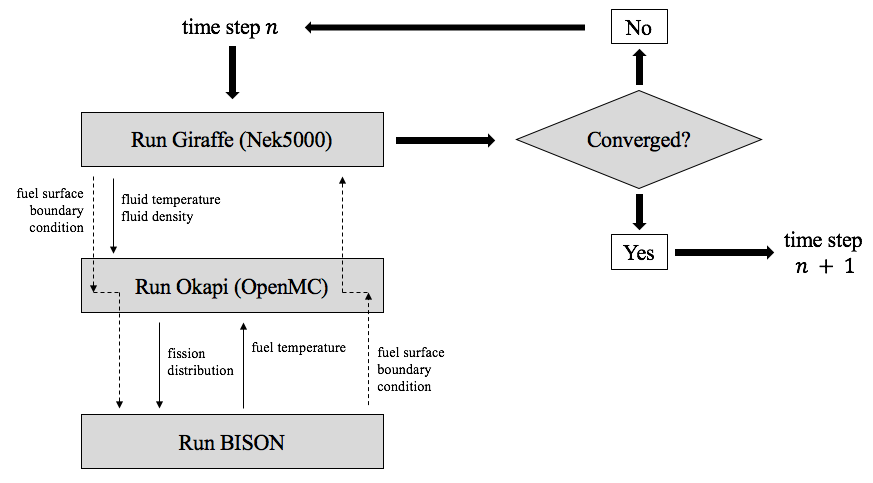 time step n
No
Run Giraffe (Nek5000)
Converged?
fuel surface
boundary
condition
fluid temperature
fluid density
Yes
time step
n + 1
Run Okapi (OpenMC)
fission
distribution
fuel temperature
fuel surface
boundary
condition
Run BISON